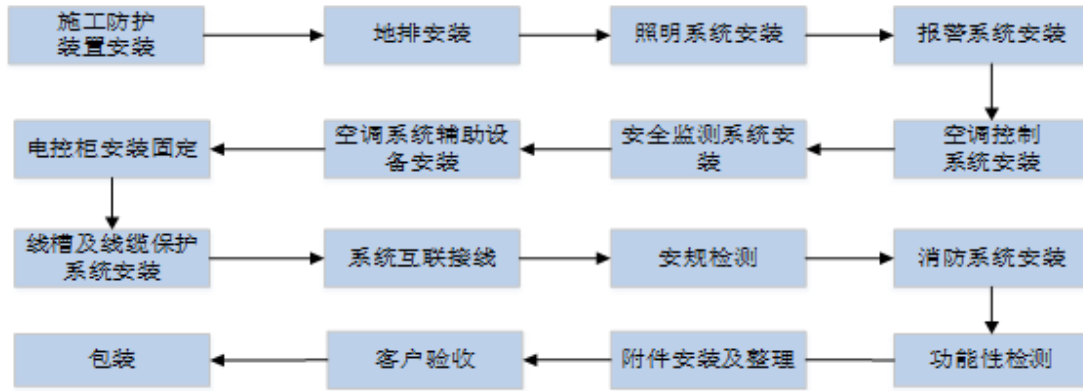 施工防护
装置安装
地排安装
照明系统安装
报警系统安装
空调控制
系统安装
安全监测系统安
装
空调系统辅助设
备安装
电控柜安装固定
线槽及线缆保护
系统安装
系统互联接线
安规检测
消防系统安装
功能性检测
附件安装及整理
客户验收
包装